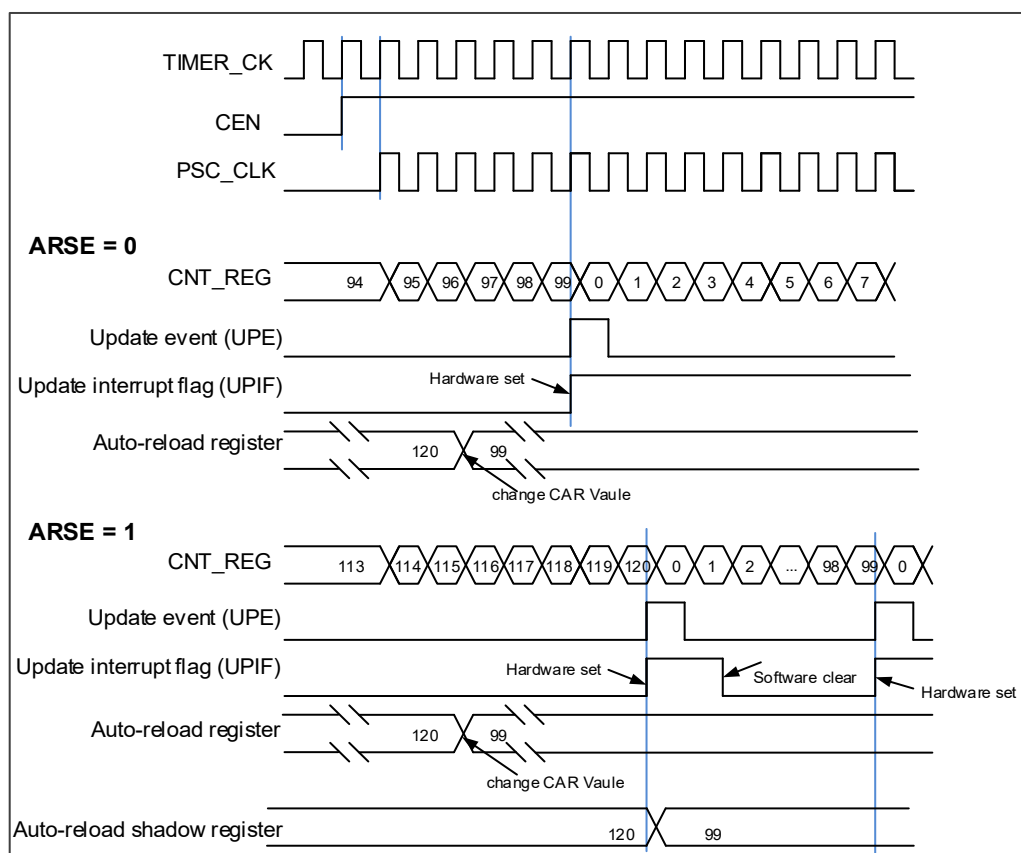 TIMER_CK
CEN
PSC_CLK
ARSE = 0
CNT_REG 94 95 96 97 98 99 0 1 2 3 4 5 6 7
Update event (UPE)
Update interrupt flag (UPIF) Hardware set
Auto-reload register 120 99
change CAR Vaule
ARSE = 1
CNT_REG 113 114 115 116 117 118 119 120 0 1 2 ... 98 99 0
Update event (UPE)
Update interrupt flag (UPIF) Hardware set Software clear Hardware set
Auto-reload register 120 99
change CAR Vaule
Auto-reload shadow register 120 99